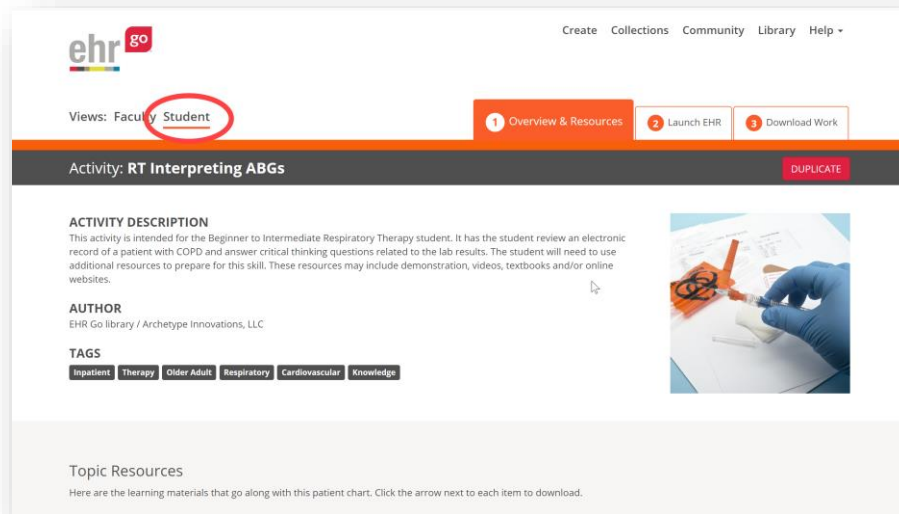 ehr go
Create Collections Community Library Help
Views: Faculty Student
1 Overview & Resources
2 Launch EHR
3 Download Work
Activity: RT Interpreting ABGs
DUPLICATE
ACTIVITY DESCRIPTION
This activity is intended for the Beginner to Intermediate Respiratory Therapy student. It has the student review an electronic
record of a patient with COPD and answer critical thinking questions related to the lab results. The student will need to use
additional resources to prepare for this skill. These resources may include demonstration, videos, textbooks and/or online
websites.
AUTHOR
EHR Go library / Archetype Innovations, LLC
TAGS
Inpatient Therapy Older Adult Respiratory Cardiovascular Knowledge
Topic Resources
Here are the learning materials that go along with this patient chart. Click the arrow next to each item to download.